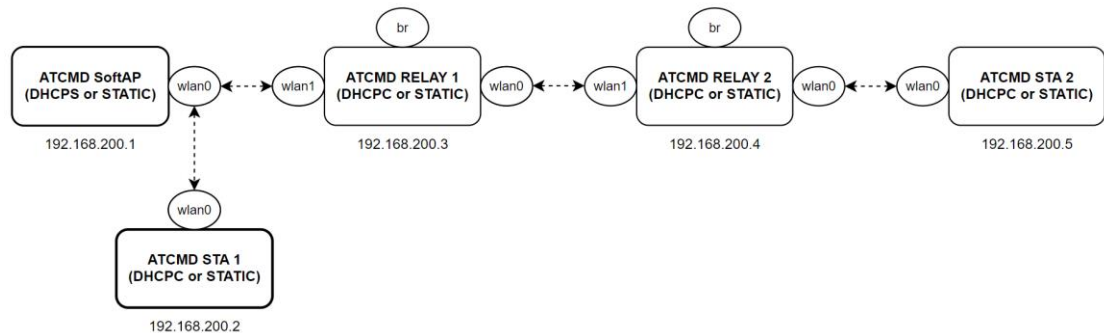 br
br
ATCMD SoftAP
(DHCPS or STATIC)
wlan0
wlan1
ATCMD RELAY 1
(DHCPC or STATIC)
wlan0
wlan1
ATCMD RELAY 2
(DHCPC or STATIC)
wlan0
wlan0
ATCMD STA 2
(DHCPC or STATIC)
192.168.200.1
192.168.200.3
192.168.200.4
192.168.200.5
wlan0
ATCMD STA 1
(DHCPC or STATIC)
192.168.200.2